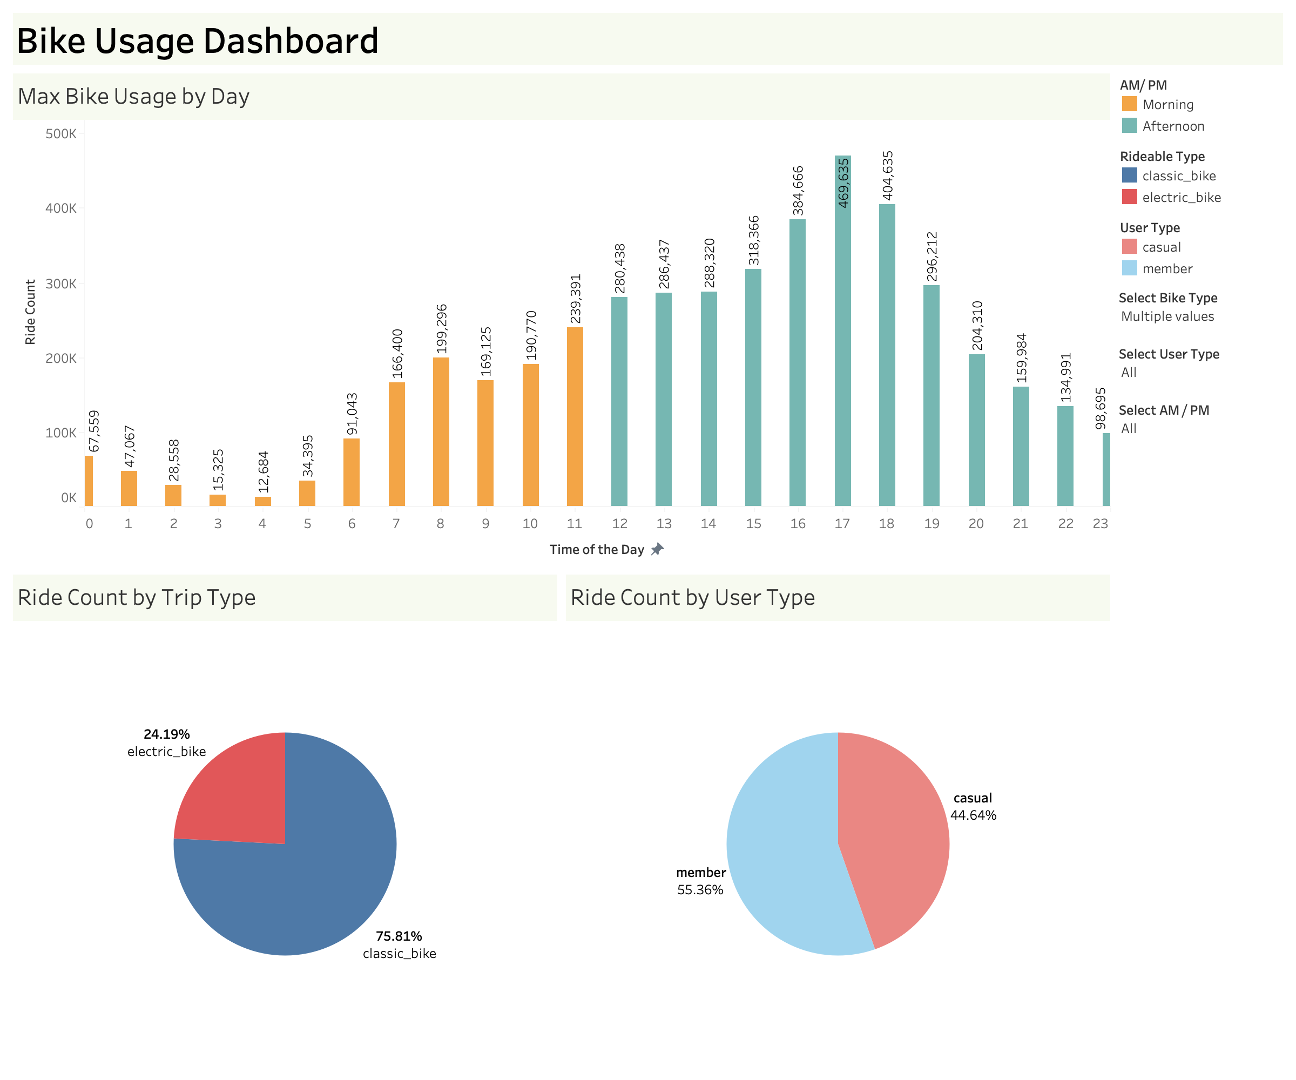 Bike Usage Dashboard
Max Bike Usage by Day
AM/ PM
Morning
Afternoon
Rideable Type
classic_bike
electric_bike
User Type
casual
member
Select Bike Type
Multiple values
Select User Type
All
Select AM / PM
All
Ride Count
500K
400K
300K
200K
100K
0K
67,559
47,067
28,558
15,325
12,684
34,395
91,043
166,400
199,296
169,125
190,770
239,391
280,438
286,437
288,320
318,366
384,666
469,635
404,635
296,212
204,310
159,984
134,991
98,695
0 1 2 3 4 5 6 7 8 9 10 11 12 13 14 15 16 17 18 19 20 21 22 23
Time of the Day
Ride Count by Trip Type
24.19%
electric_bike
75.81%
classic_bike
Ride Count by User Type
casual
44.64%
member
55.36%